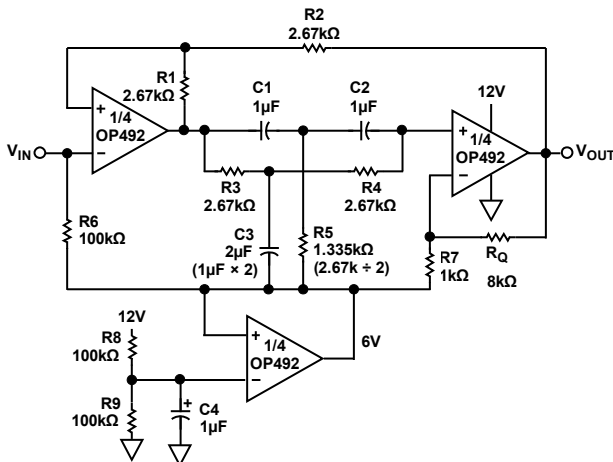 R2
2.67kΩ
R1
2.67kΩ
+
1/4
OP492
−
VIN
C1
1µF
C2
1µF
12V
+
1/4
OP492
−
VOUT
R3
2.67kΩ
R4
2.67kΩ
R6
100kΩ
C3
2µF
(1µF × 2)
R5
1.335kΩ
(2.67k ÷ 2)
R7
1kΩ
RQ
8kΩ
12V
R8
100kΩ
+
1/4
OP492
−
6V
R9
100kΩ
+
C4
1µF